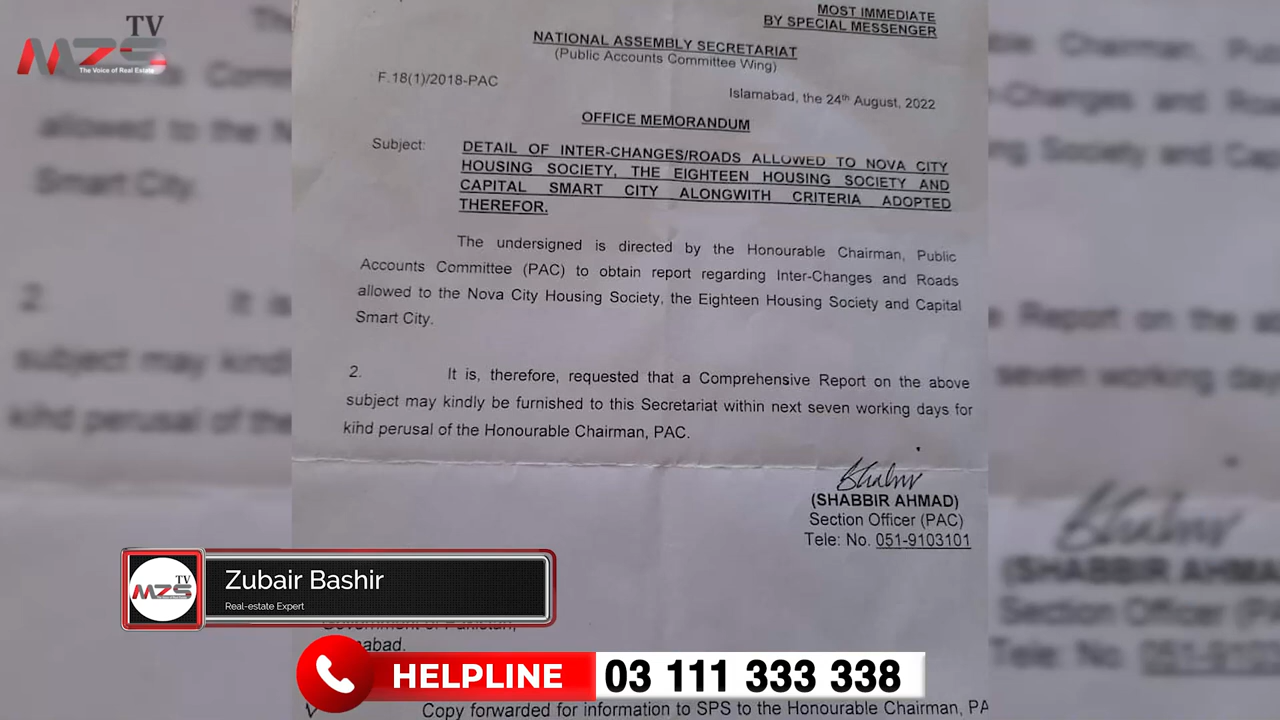 TV
MZS
The Voice of Real Estate
MOST IMMEDIATE
BY SPECIAL MESSENGER
NATIONAL ASSEMBLY SECRETARIAT
(Public Accounts Committee Wing)
F.18(1)/2018-PAC
Islamabad, the 24th August, 2022
OFFICE MEMORANDUM
Subject: DETAIL OF INTER-CHANGES/ROADS ALLOWED TO NOVA CITY
HOUSING SOCIETY, THE EIGHTEEN HOUSING SOCIETY AND
CAPITAL SMART CITY ALONGWITH CRITERIA ADOPTED
THEREFOR.
The undersigned is directed by the Honourable Chairman, Public
Accounts Committee (PAC) to obtain report regarding Inter-Changes and Roads
allowed to the Nova City Housing Society, the Eighteen Housing Society and Capital
Smart City.
2. It is, therefore, requested that a Comprehensive Report on the above
subject may kindly be furnished to this Secretariat within next seven working days for
kind perusal of the Honourable Chairman, PAC.
(SHABBIR AHMAD)
Section Officer (PAC)
Tele: No. 051-9103101
TV
MZS
Zubair Bashir
Real-estate Expert
Government of Pakistan,
abad.
HELPLINE 03 111 333 338
Copy forwarded for information to SPS to the Honourable Chairman, PA